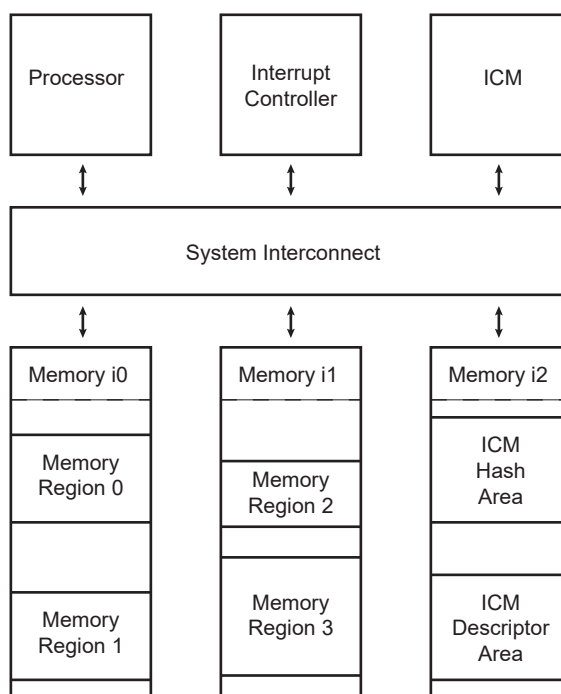 Processor
Interrupt
Controller
ICM
System Interconnect
Memory i0
Memory i1
Memory i2
Memory
Region 0
Memory
Region 2
ICM
Hash
Area
Memory
Region 1
Memory
Region 3
ICM
Descriptor
Area